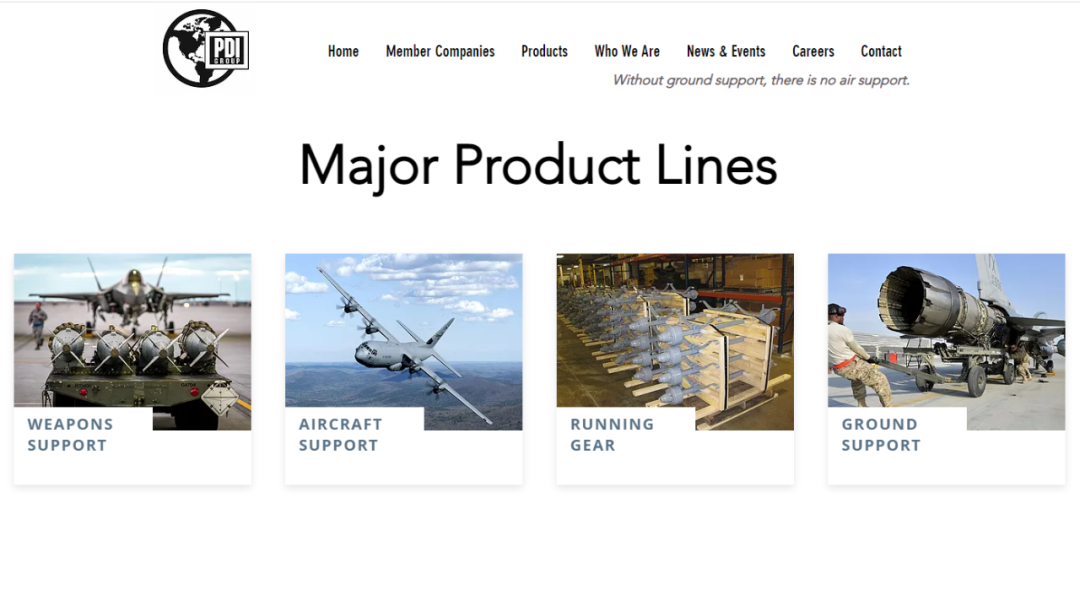 PDI
GROUP
Home Member Companies Products Who We Are News & Events Careers Contact
Without ground support, there is no air support.
Major Product Lines
WEAPONS
SUPPORT
AIRCRAFT
SUPPORT
RUNNING
GEAR
GROUND
SUPPORT